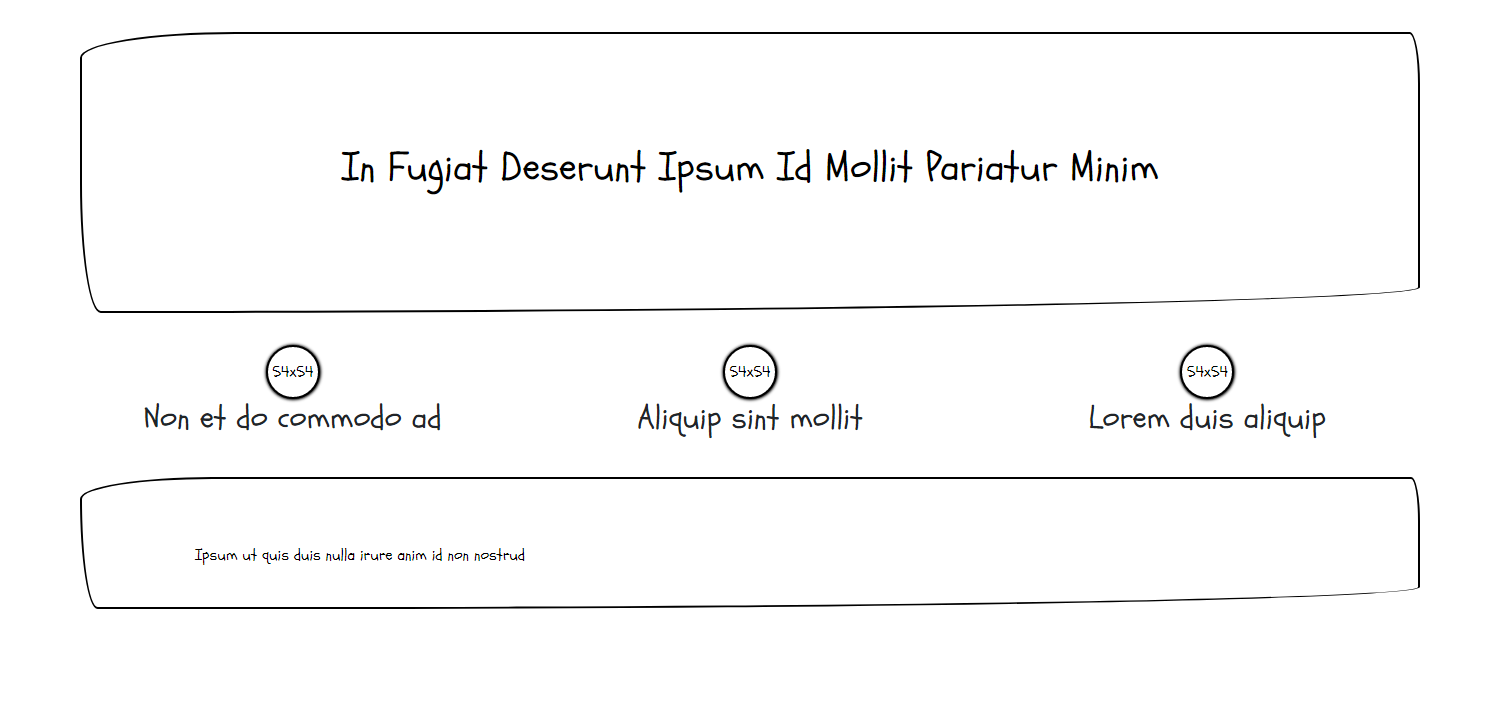 In Fugiat Deserunt Ipsum Id Mollit Pariatur Minim
54x54 54x54 54x54
Non et do commodo ad
Aliquip sint mollit
Lorem duis aliquip
Ipsum ut quis duis nulla irure anim id non nostrud